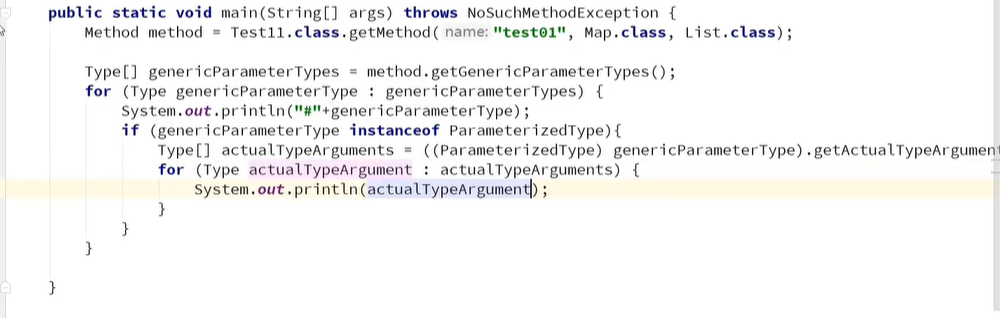 public static void main(String[] args) throws NoSuchMethodException {
Method method = Test11.class.getMethod( name: "test01", Map.class, List.class);
Type[] genericParameterTypes = method.getGenericParameterTypes();
for (Type genericParameterType : genericParameterTypes) {
System.out.println("#"+genericParameterType);
if (genericParameterType instanceof ParameterizedType){
Type[] actualTypeArguments = ((ParameterizedType) genericParameterType).getActualTypeArgument
for (Type actualTypeArgument : actualTypeArguments) {
System.out.println(actualTypeArgument);
}
}
}
}